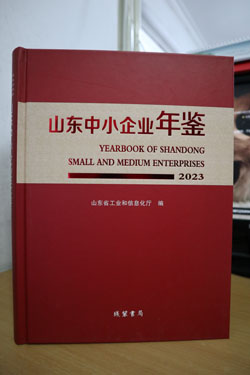 山东中小企业年鉴
YEARBOOK OF SHANDONG
SMALL AND MEDIUM ENTERPRISES
2023
山东省工业和信息化厅 编
线装书局